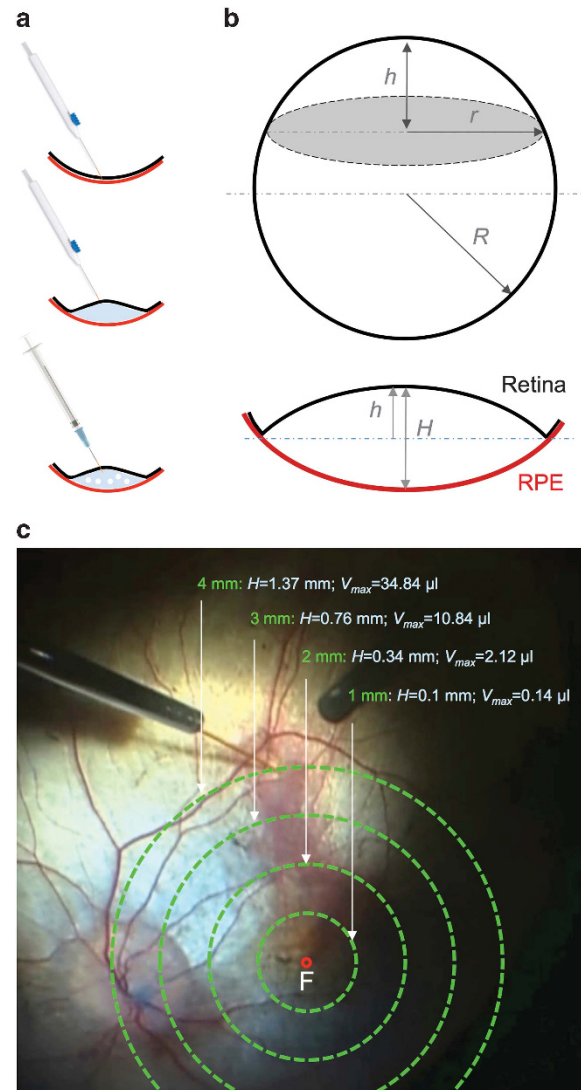 a
b
h
r
R
Retina
h
H
RPE
c
4 mm: H=1.37 mm; Vmax=34.84 µl
3 mm: H=0.76 mm; Vmax=10.84 µl
2 mm: H=0.34 mm; Vmax=2.12 µl
1 mm: H=0.1 mm; Vmax=0.14 µl
F